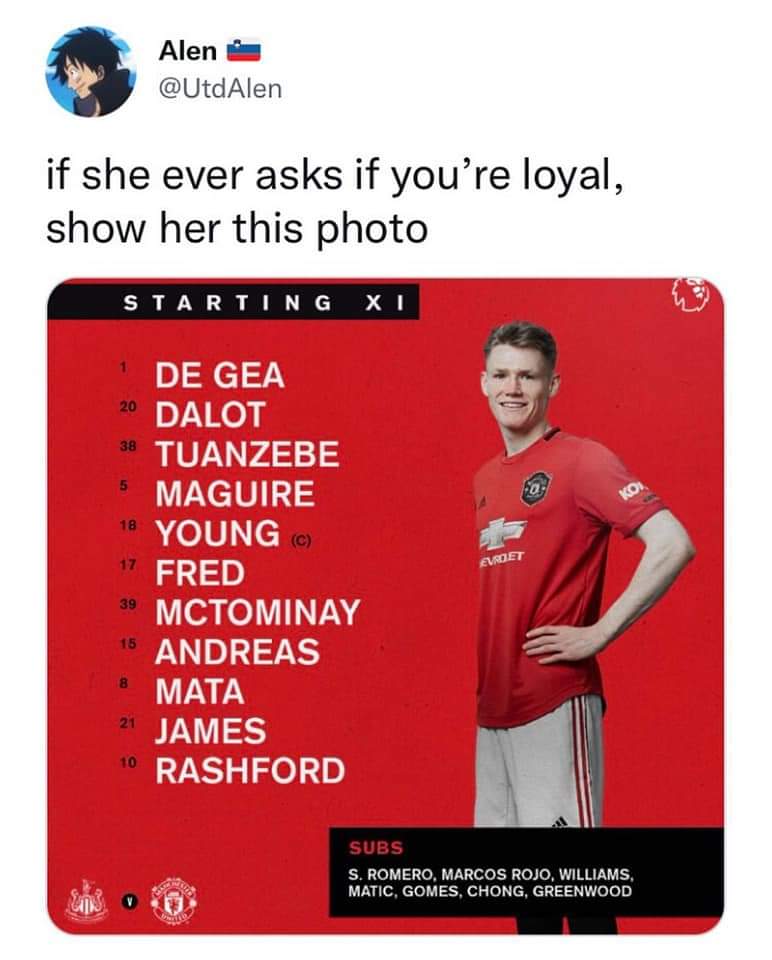 Alen
@UtdAlen
if she ever asks if you’re loyal,
show her this photo
STARTING XI
1 DE GEA
20 DALOT
38 TUANZEBE
5 MAGUIRE
18 YOUNG (C)
17 FRED
39 MCTOMINAY
15 ANDREAS
8 MATA
21 JAMES
10 RASHFORD
KO
EVROLET
SUBS
S. ROMERO, MARCOS ROJO, WILLIAMS,
MATIC, GOMES, CHONG, GREENWOOD
V
MANCHESTER
UNITED